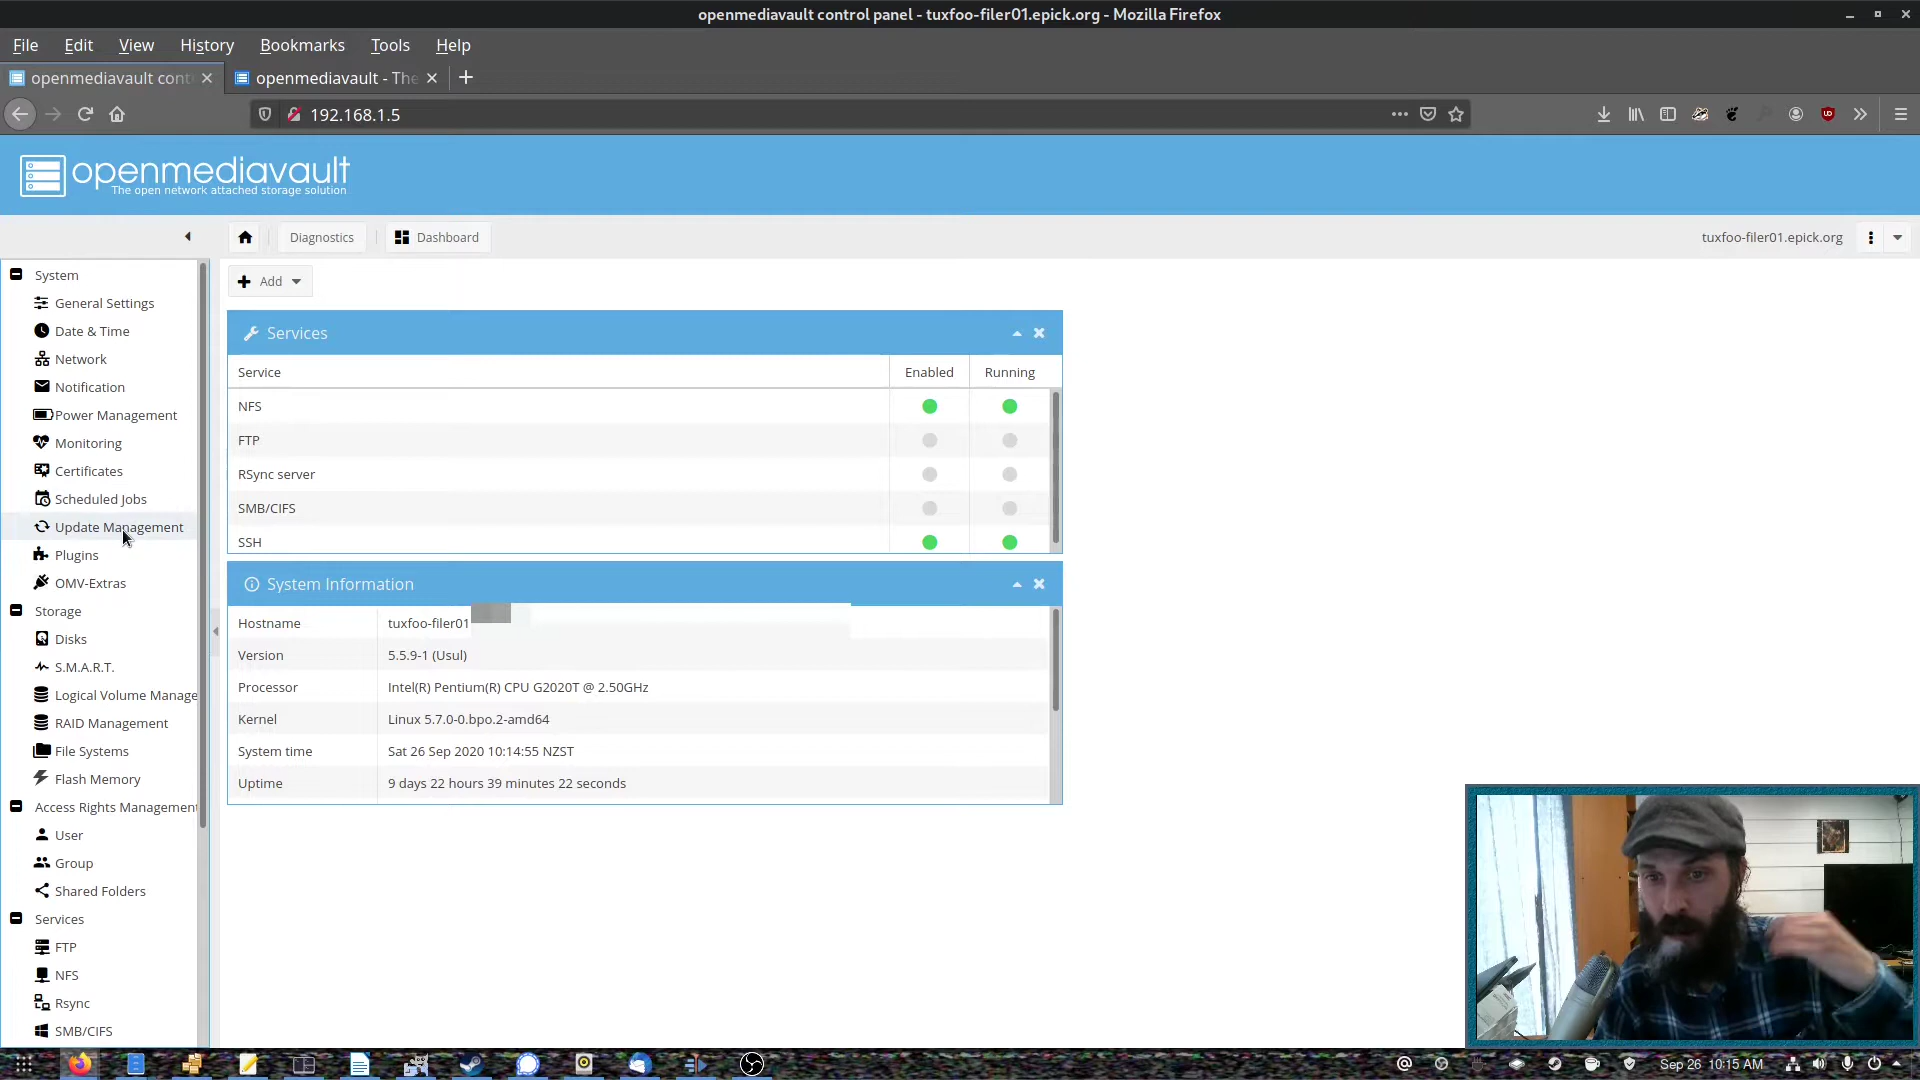 openmediavault control panel - tuxfoo-filer01.epick.org - Mozilla Firefox
File Edit View History Bookmarks Tools Help
openmediavault cont
openmediavault - The
192.168.1.5
openmediavault
The open network attached storage solution
Diagnostics
Dashboard
tuxfoo-filer01.epick.org
System
General Settings
Date & Time
Network
Notification
Power Management
Monitoring
Certificates
Scheduled Jobs
Update Management
Plugins
OMV-Extras
Storage
Disks
S.M.A.R.T.
Logical Volume Manage
RAID Management
File Systems
Flash Memory
Access Rights Management
User
Group
Shared Folders
Services
FTP
NFS
Rsync
SMB/CIFS
Add
Services
Service Enabled Running
NFS
FTP
RSync server
SMB/CIFS
SSH
System Information
Hostname tuxfoo-filer01
Version 5.5.9-1 (Usul)
Processor Intel(R) Pentium(R) CPU G2020T @ 2.50GHz
Kernel Linux 5.7.0-0.bpo.2-amd64
System time Sat 26 Sep 2020 10:14:55 NZST
Uptime 9 days 22 hours 39 minutes 22 seconds
Sep 26 10:15 AM